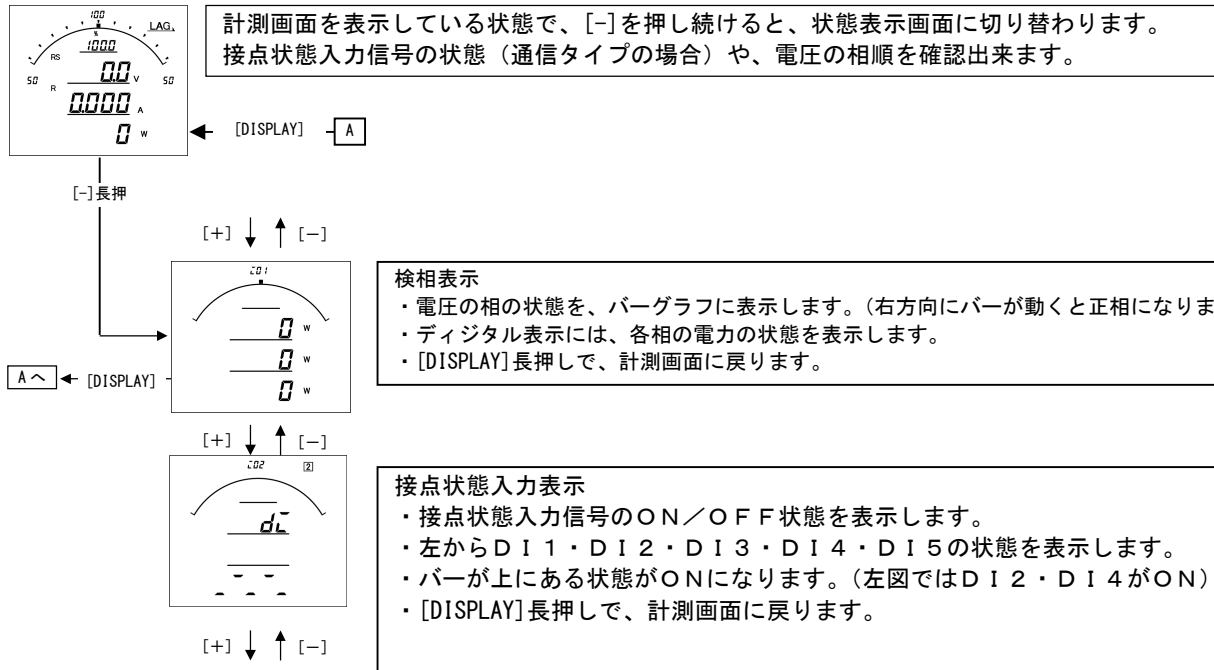 計測画面を表示している状態で、[-]を押し続けると、状態表示画面に切り替わります。
接点状態入力信号の状態（通信タイプの場合）や、電圧の相順を確認出来ます。
100
%
LAG
100.0
RS
0.0 V
50
50
R
0.000 A
0 W
[DISPLAY] A
[-]長押
[+] [-]
C01
0 W
0 W
0 W
検相表示
・電圧の相の状態を、バーグラフに表示します。(右方向にバーが動くと正相になりま
・ディジタル表示には、各相の電力の状態を表示します。
・[DISPLAY]長押しで、計測画面に戻ります。
Aへ [DISPLAY]
[+] [-]
C02 2
di
接点状態入力表示
・接点状態入力信号のＯＮ／ＯＦＦ状態を表示します。
・左からＤＩ１・ＤＩ２・ＤＩ３・ＤＩ４・ＤＩ５の状態を表示します。
・バーが上にある状態がＯＮになります。(左図ではＤＩ２・ＤＩ４がＯＮ)
・[DISPLAY]長押しで、計測画面に戻ります。
[+] [-]